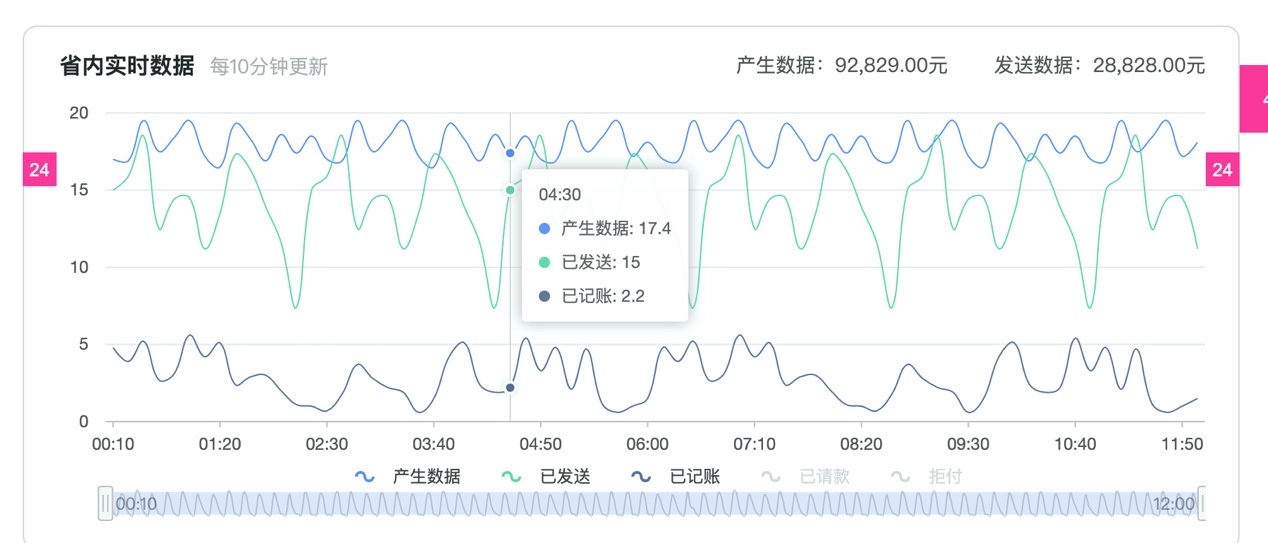 省内实时数据 每10分钟更新 产生数据：92,829.00元 发送数据：28,828.00元
20
24
15
10
5
0
04:30
产生数据: 17.4
已发送: 15
已记账: 2.2
24
4
00:10 01:20 02:30 03:40 04:50 06:00 07:10 08:20 09:30 10:40 11:50
产生数据 已发送 已记账 已请款 拒付
00:10 12:00